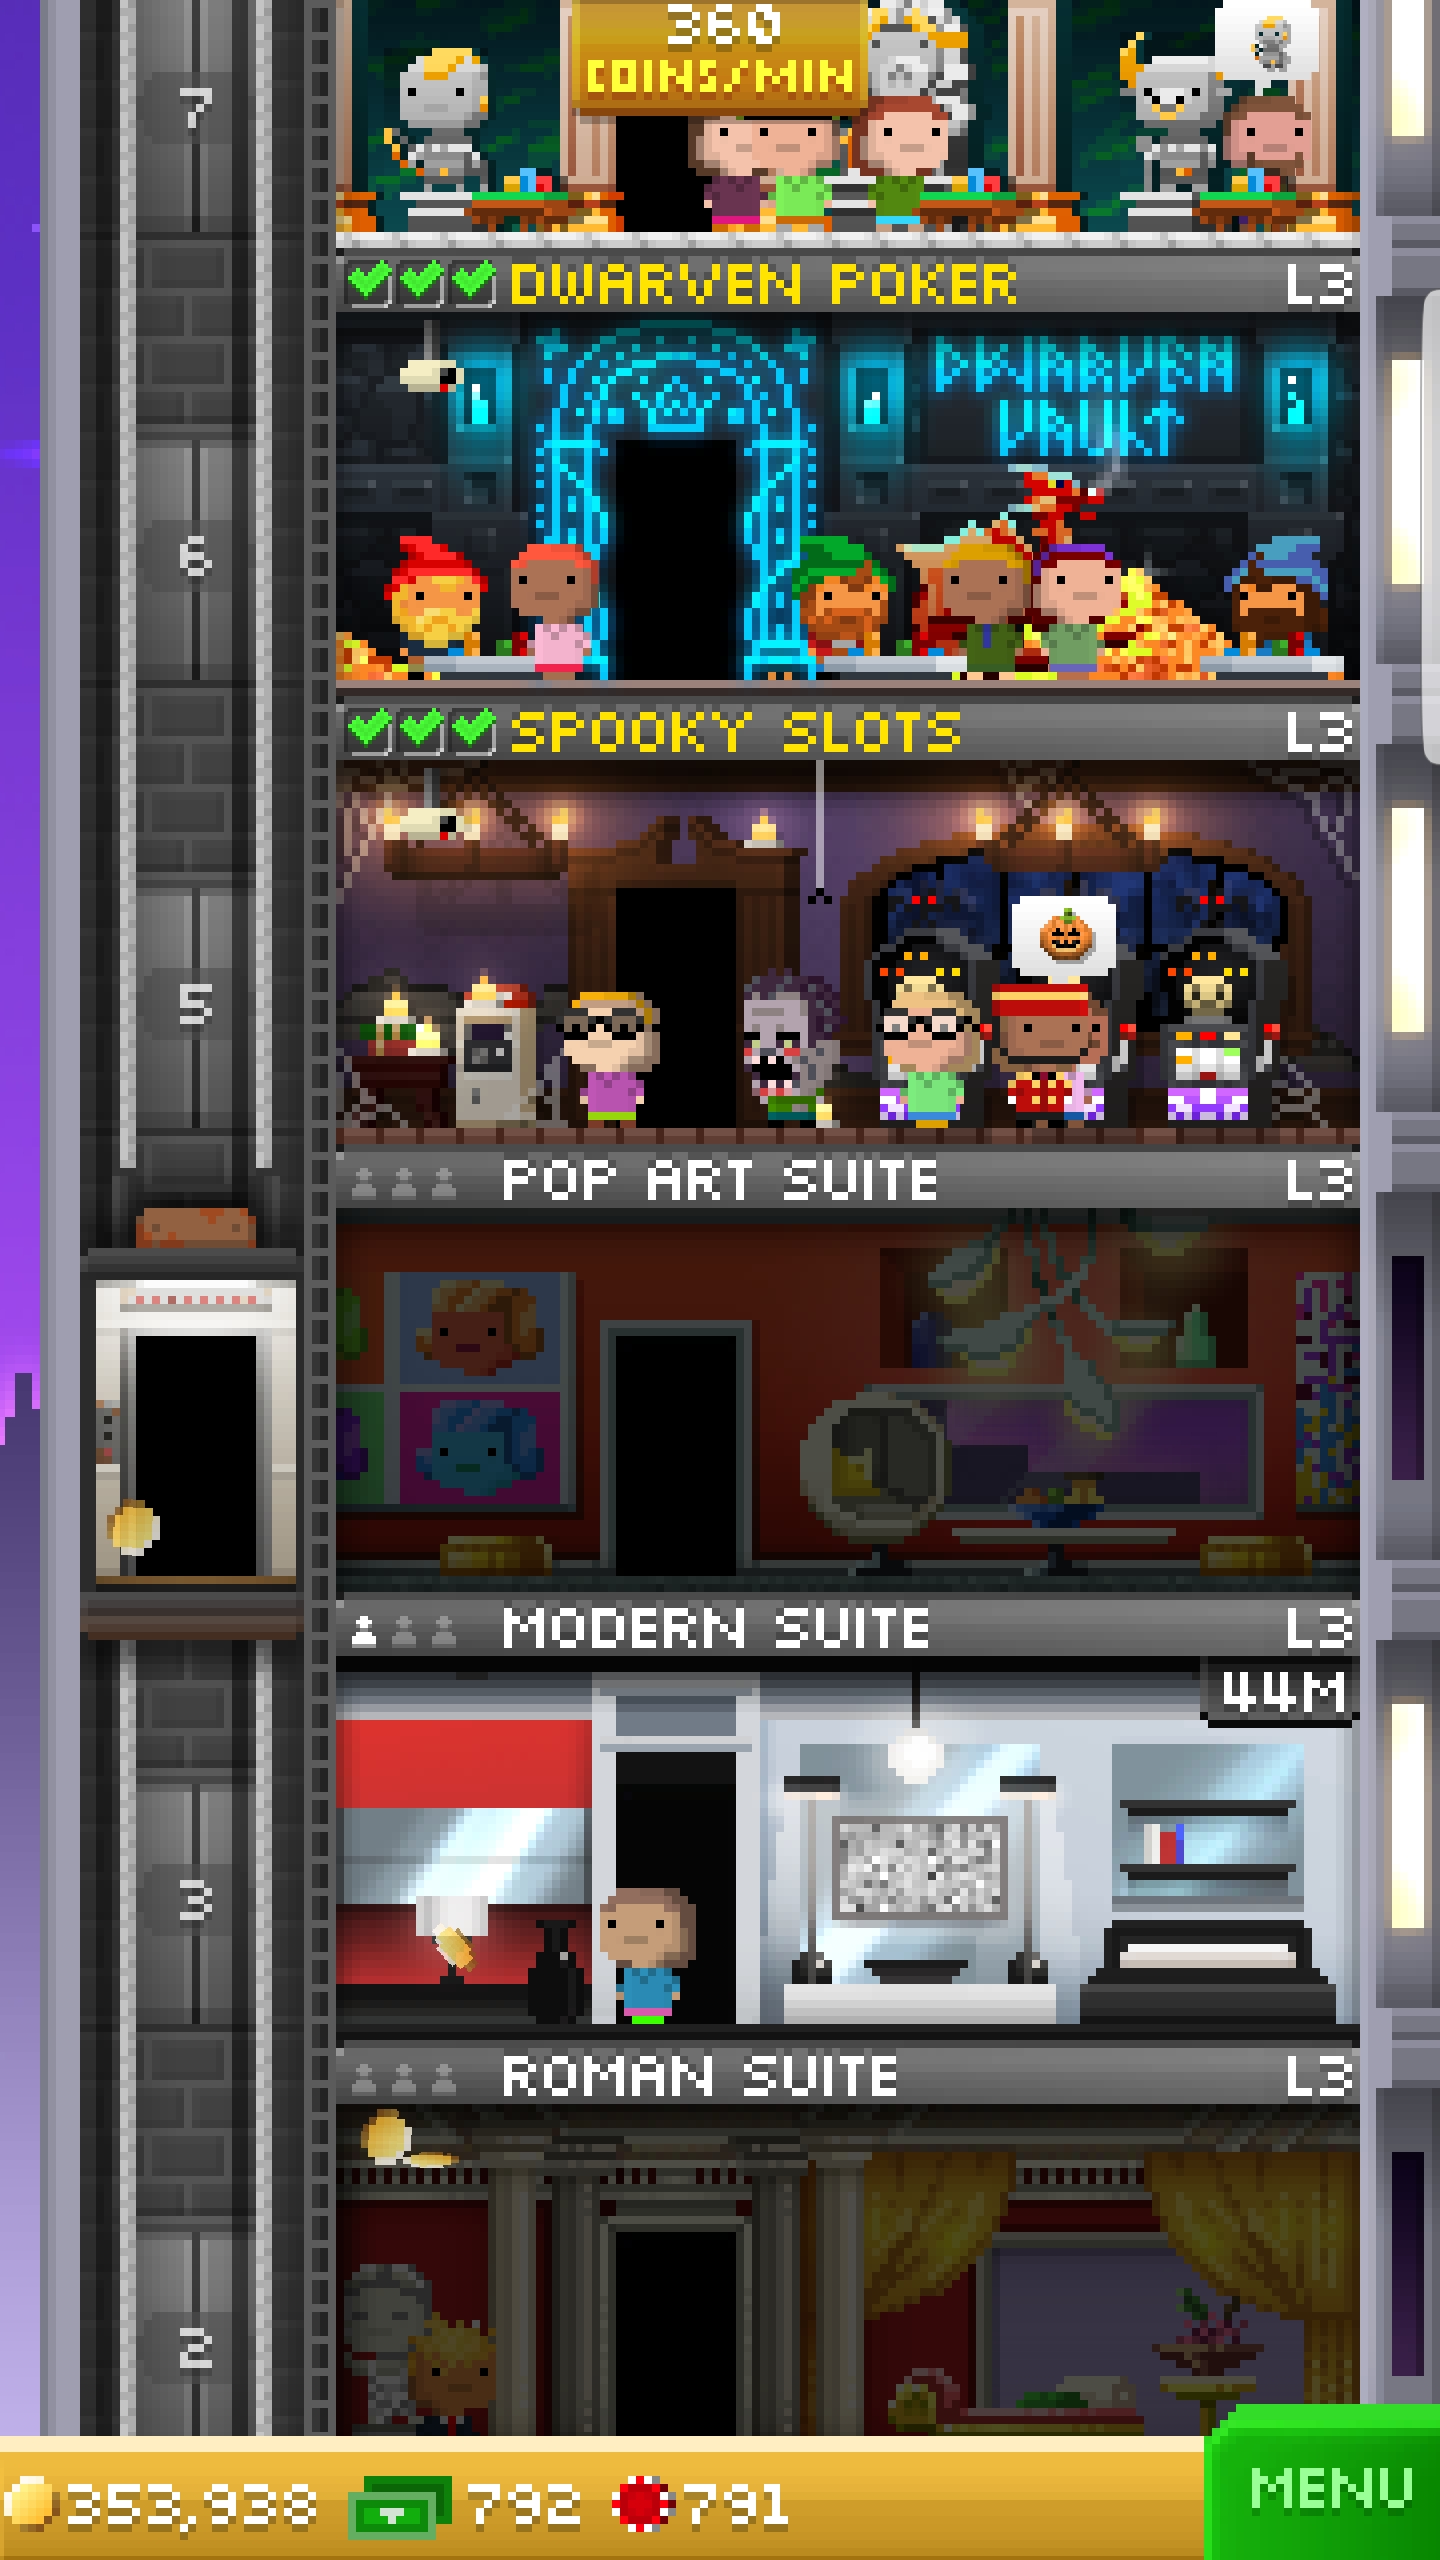 360
COINS/MIN
7
DWARVEN POKER L3
DWARVEN
VAULT
6
SPOOKY SLOTS L3
5
POP ART SUITE L3
MODERN SUITE L3
44M
3
ROMAN SUITE L3
2
353,938 792 791 MENU